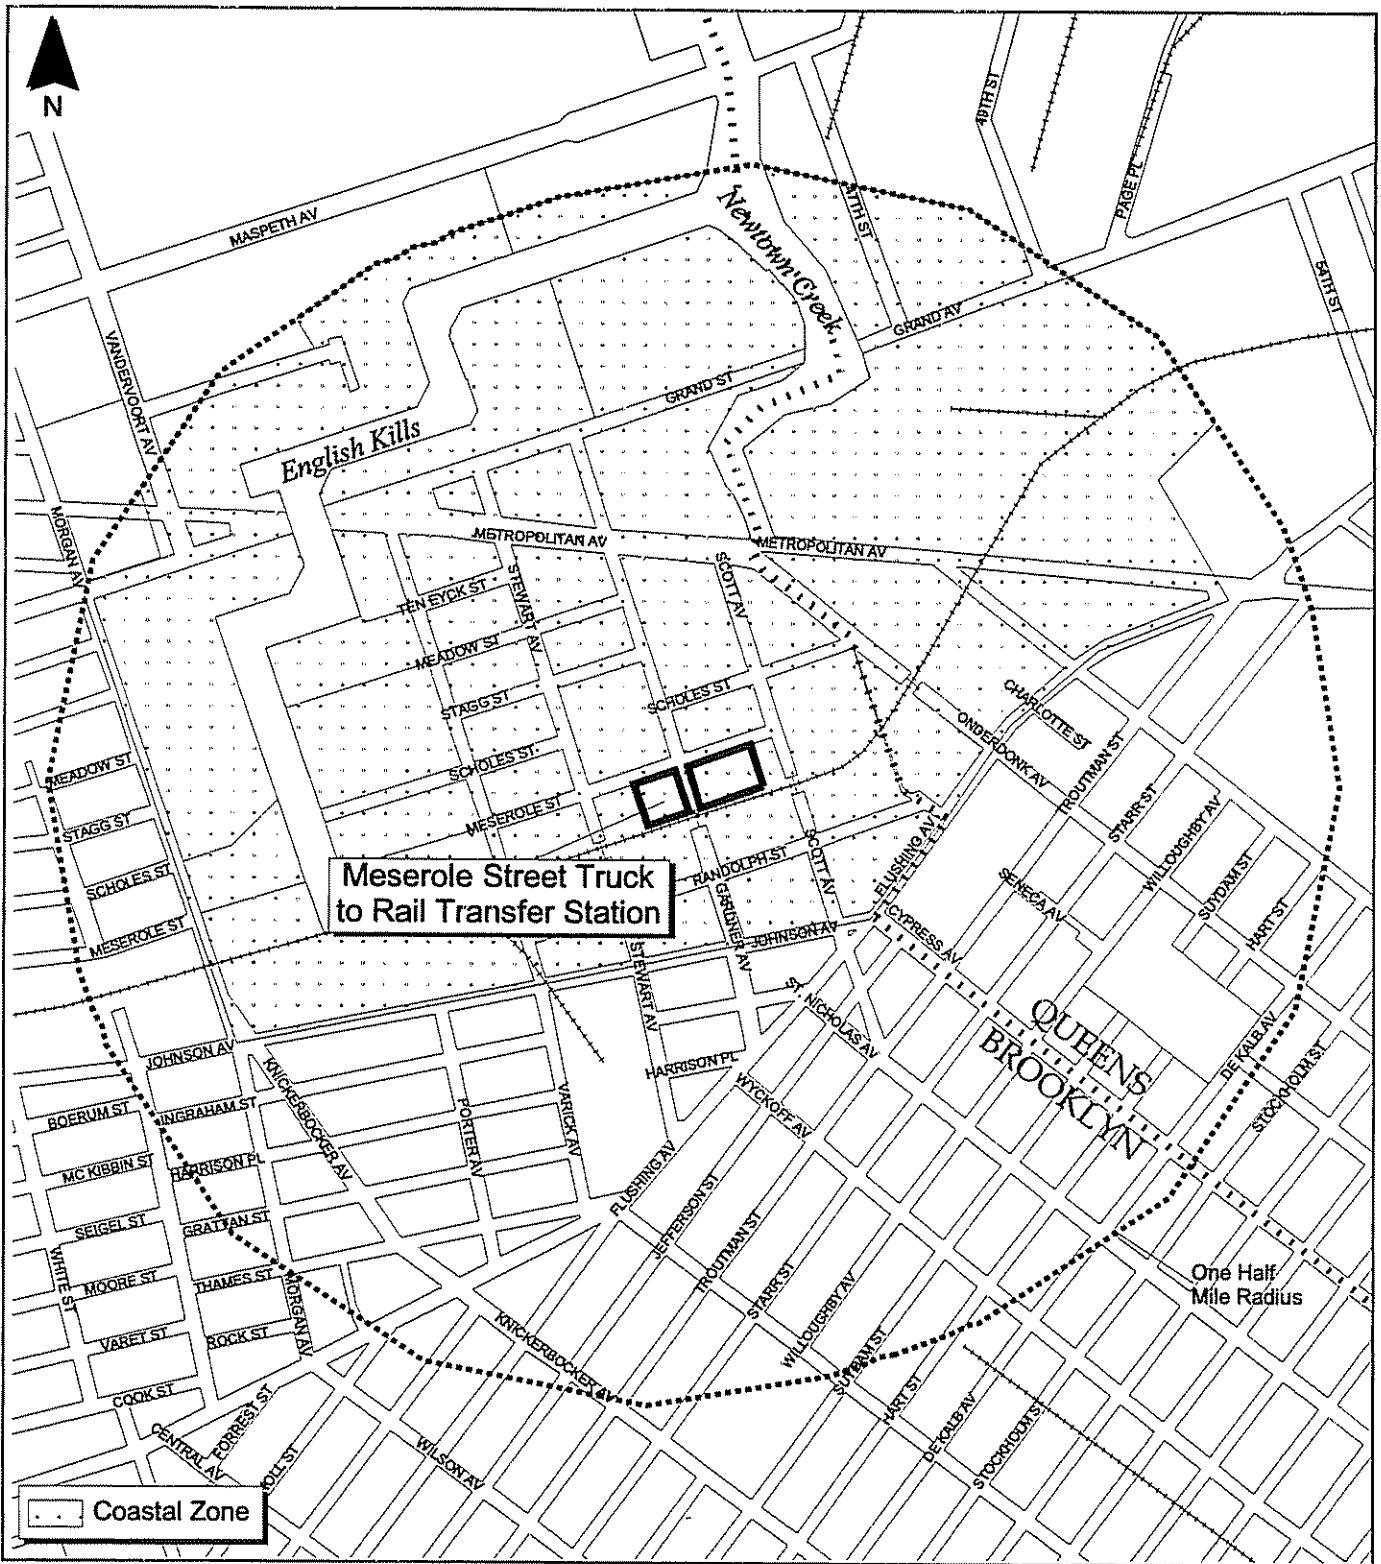 N
49TH ST
PAGE PL
MASPETH AV
Newtown Creek
47TH ST
54TH ST
GRAND AV
VANDERVOORT AV
GRAND ST
English Kills
MORGAN AV
METROPOLITAN AV
METROPOLITAN AV
SCOTT AV
STEWART AV
TEN EYCK ST
MEADOW ST
STAGG ST
SCHOLES ST
SCHOLES ST
MESEROLE ST
CHARLOTTE ST
ONDERDONK AV
TROUTMAN ST
STARR ST
WILLOUGHBY AV
SUYDAM ST
HART ST
MEADOW ST
STAGG ST
SCHOLES ST
MESEROLE ST
Meserole Street Truck
to Rail Transfer Station
RANDOLPH ST
SCOTT AV
GARDNER AV
FLUSHING AV
SENECA AV
CYPRESS AV
JOHNSON AV
STEWART AV
ST. NICHOLAS AV
QUEENS
BROOKLYN
DE KALB AV
STOCKHOLM ST
JOHNSON AV
KNICKERBOCKER AV
HARRISON PL
WYCKOFF AV
BOERUM ST
INGRAHAM ST
PORTER AV
VARICK AV
MC KIBBIN ST
HARRISON PL
FLUSHING AV
JEFFERSON ST
TROUTMAN ST
STARR ST
WILLOUGHBY AV
SUYDAM ST
HART ST
DE KALB AV
STOCKHOLM ST
SEIGEL ST
GRATTAN ST
WHITE ST
MOORE ST
THAMES ST
MORGAN AV
One Half
Mile Radius
VARET ST
ROCK ST
KNICKERBOCKER AV
COOK ST
FORREST ST
CENTRAL AV
NOLL ST
WILSON AV
Coastal Zone